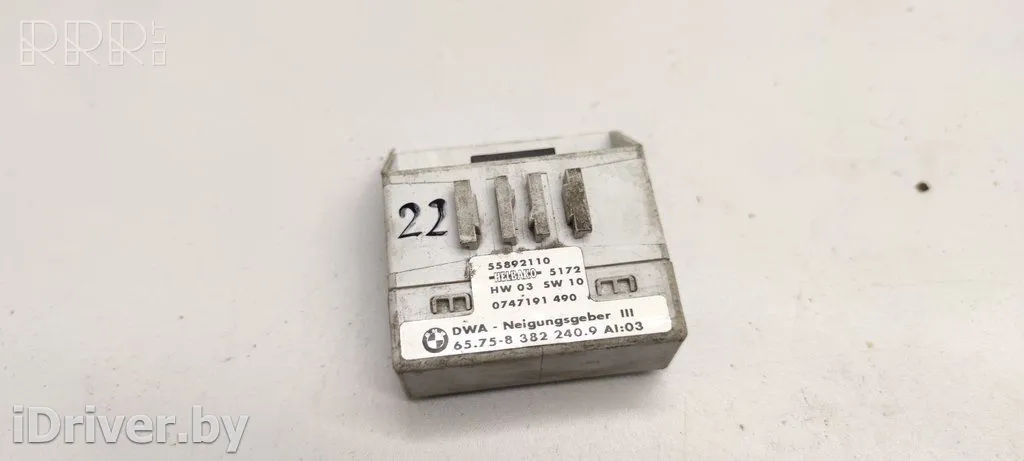 RRR.lt
22
55892110
HELBAKO 5172
HW 03 SW 10
0747191 490
DWA - Neigungsgeber III
65.75-8 382 240.9 AI:03
iDriver.by